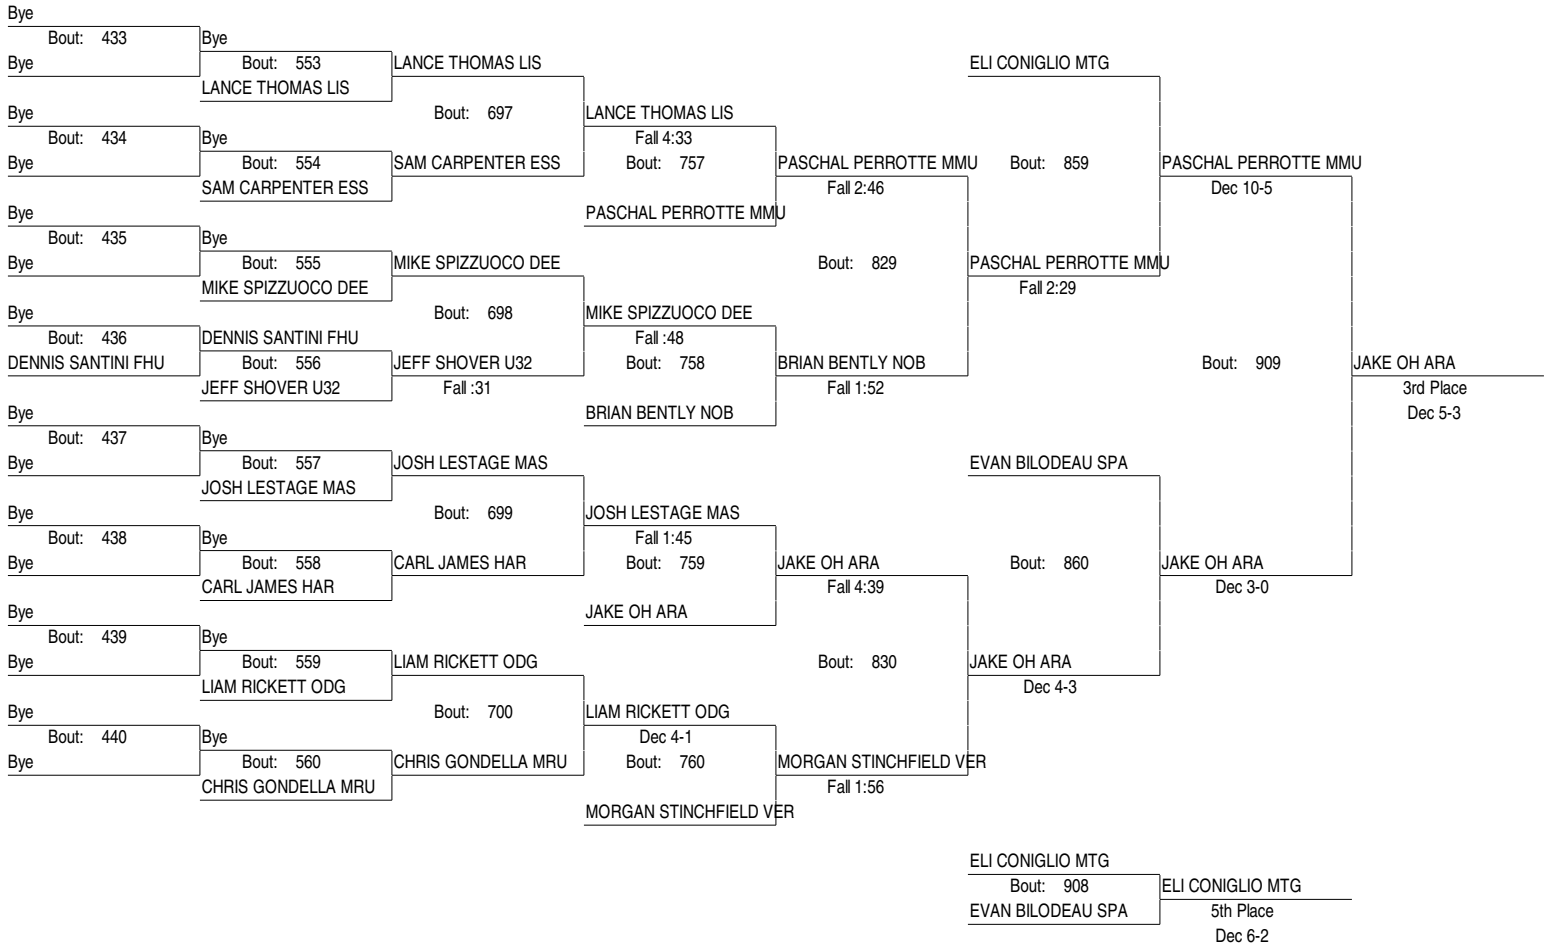 Bye
Bout: 433 Bye
Bye Bout: 553 LANCE THOMAS LIS ELI CONIGLIO MTG
LANCE THOMAS LIS
Bye Bout: 697 LANCE THOMAS LIS
Bout: 434 Bye Fall 4:33
Bye Bout: 554 SAM CARPENTER ESS Bout: 757 PASCHAL PERROTTE MMU Bout: 859 PASCHAL PERROTTE MMU
SAM CARPENTER ESS Fall 2:46 Dec 10-5
Bye PASCHAL PERROTTE MMU
Bout: 435 Bye
Bye Bout: 555 MIKE SPIZZUOCO DEE Bout: 829 PASCHAL PERROTTE MMU
MIKE SPIZZUOCO DEE Fall 2:29
Bye Bout: 698 MIKE SPIZZUOCO DEE
Bout: 436 DENNIS SANTINI FHU Fall :48
DENNIS SANTINI FHU Bout: 556 JEFF SHOVER U32 Bout: 758 BRIAN BENTLY NOB Bout: 909 JAKE OH ARA
JEFF SHOVER U32 Fall :31 Fall 1:52 3rd Place
Bye BRIAN BENTLY NOB Dec 5-3
Bout: 437 Bye
Bye Bout: 557 JOSH LESTAGE MAS EVAN BILODEAU SPA
JOSH LESTAGE MAS
Bye Bout: 699 JOSH LESTAGE MAS
Bout: 438 Bye Fall 1:45
Bye Bout: 558 CARL JAMES HAR Bout: 759 JAKE OH ARA Bout: 860 JAKE OH ARA
CARL JAMES HAR Fall 4:39 Dec 3-0
Bye JAKE OH ARA
Bout: 439 Bye
Bye Bout: 559 LIAM RICKETT ODG Bout: 830 JAKE OH ARA
LIAM RICKETT ODG Dec 4-3
Bye Bout: 700 LIAM RICKETT ODG
Bout: 440 Bye Dec 4-1
Bye Bout: 560 CHRIS GONDELLA MRU Bout: 760 MORGAN STINCHFIELD VER
CHRIS GONDELLA MRU Fall 1:56
MORGAN STINCHFIELD VER
ELI CONIGLIO MTG
Bout: 908 ELI CONIGLIO MTG
EVAN BILODEAU SPA 5th Place
Dec 6-2